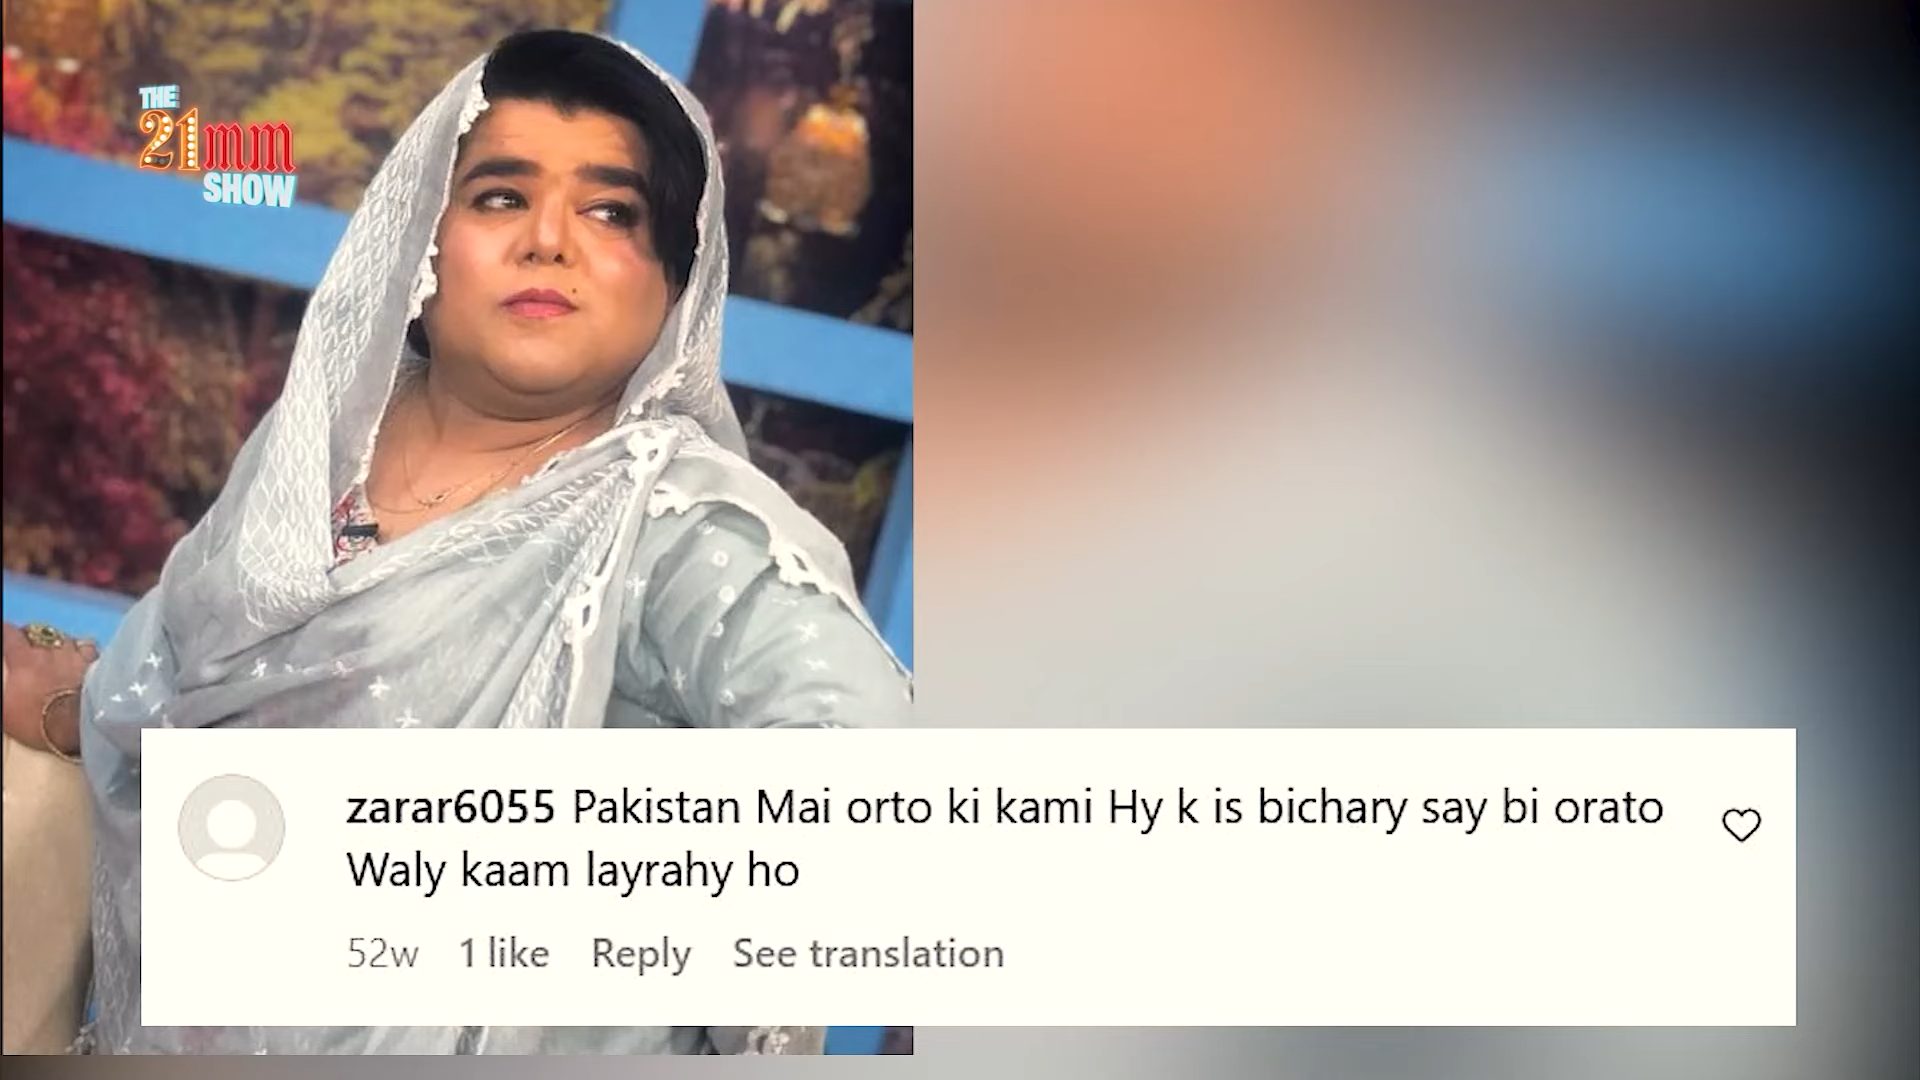 THE
21mm
SHOW
zarar6055 Pakistan Mai orto ki kami Hy k is bichary say bi orato
Waly kaam layrahy ho
52w 1 like Reply See translation